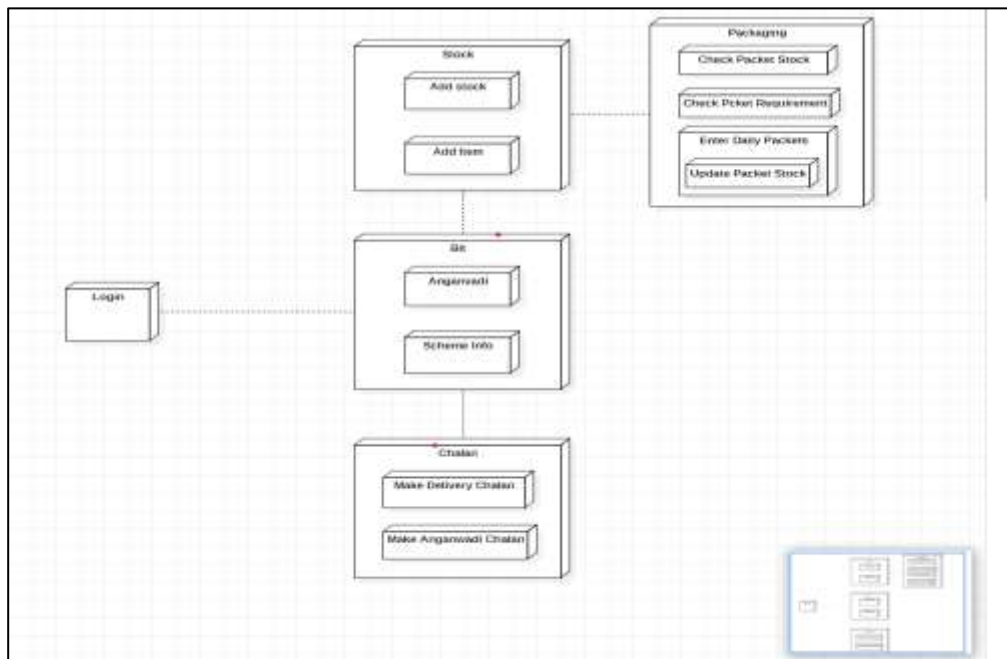 Stock
Add stock
Add Item
Packaging
Check Packet Stock
Check Pcket Requirement
Enter Daily Packets
Update Packet Stock
Login
Bit
Anganvadi
Scheme Info
Chalan
Make Delivery Chalan
Make Anganwadi Chalan